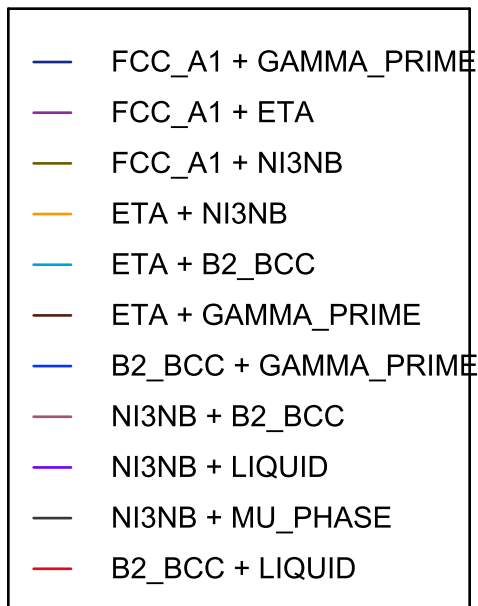 FCC_A1 + GAMMA_PRIME
FCC_A1 + ETA
FCC_A1 + NI3NB
ETA + NI3NB
ETA + B2_BCC
ETA + GAMMA_PRIME
B2_BCC + GAMMA_PRIME
NI3NB + B2_BCC
NI3NB + LIQUID
NI3NB + MU_PHASE
B2_BCC + LIQUID